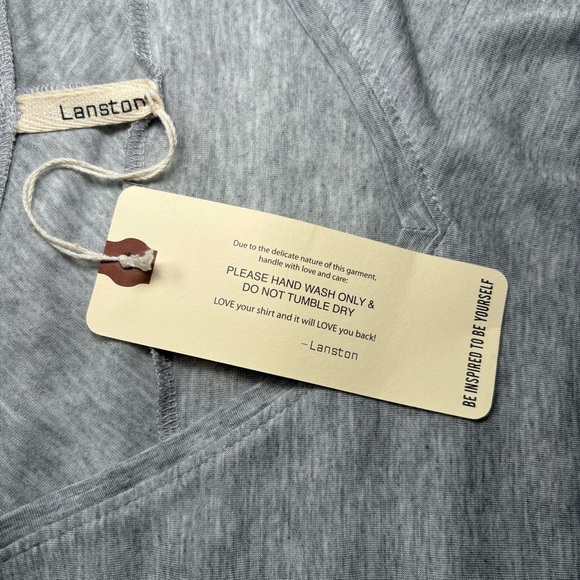 Lanston
Due to the delicate nature of this garment,
handle with love and care:
PLEASE HAND WASH ONLY &
DO NOT TUMBLE DRY
LOVE your shirt and it will LOVE you back!
—Lanston
BE INSPIRED TO BE YOURSELF